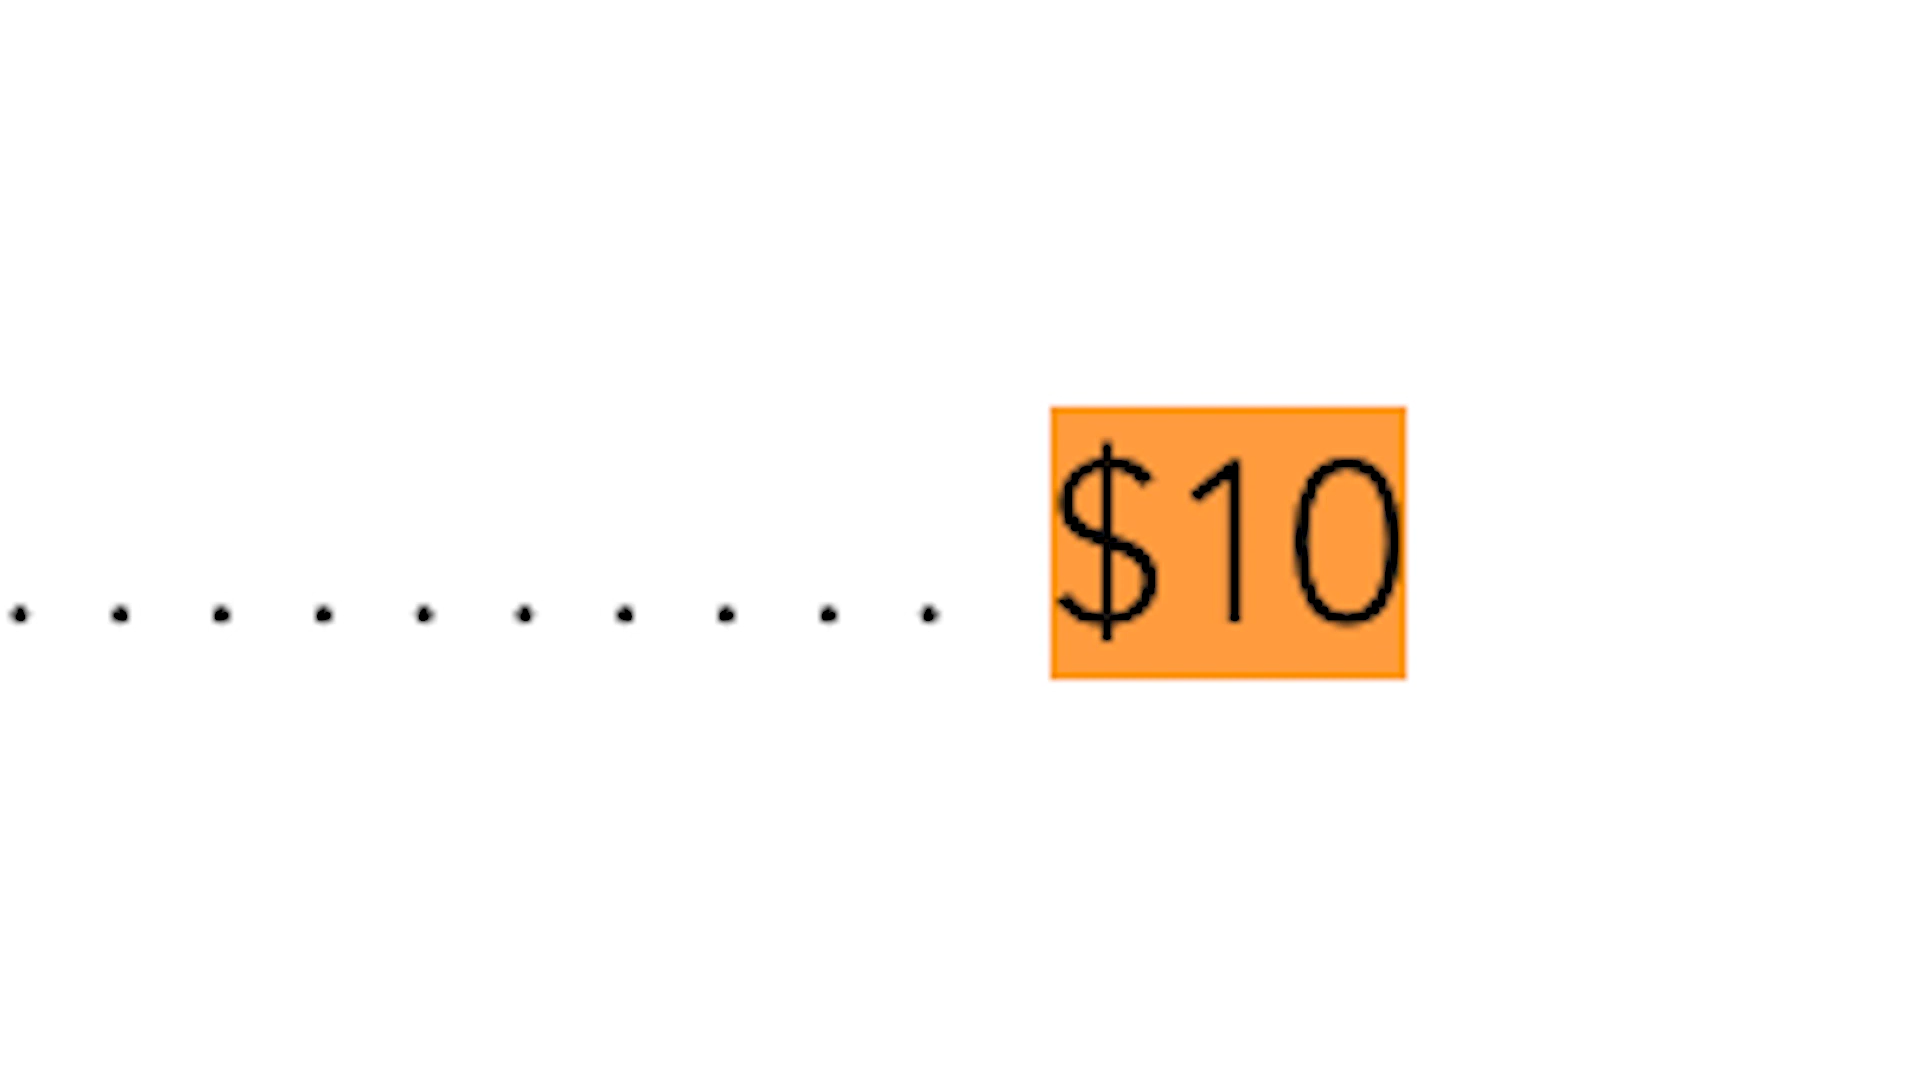 . . . . . . . . . . $10